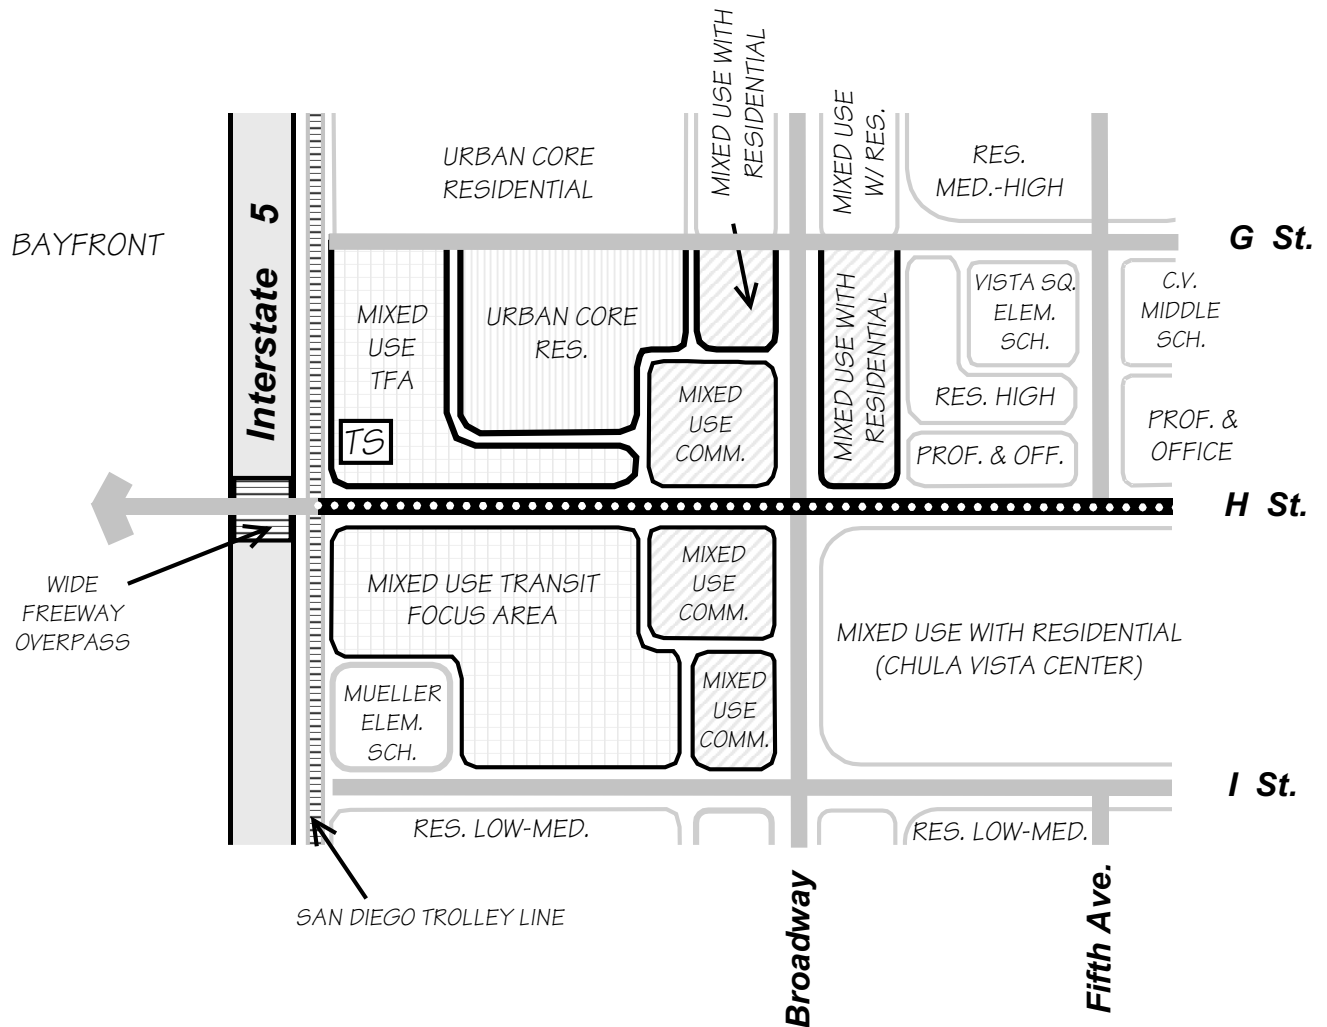 MIXED USE WITH
RESIDENTIAL
MIXED USE
W/ RES.
URBAN CORE
RESIDENTIAL
RES.
MED.-HIGH
BAYFRONT
Interstate 5
G St.
MIXED
USE
TFA
URBAN CORE
RES.
MIXED USE WITH
RESIDENTIAL
VISTA SQ.
ELEM.
SCH.
C.V.
MIDDLE
SCH.
MIXED
USE
COMM.
RES. HIGH
PROF. &
OFFICE
TS
PROF. & OFF.
H St.
WIDE
FREEWAY
OVERPASS
MIXED USE TRANSIT
FOCUS AREA
MIXED
USE
COMM.
MIXED USE WITH RESIDENTIAL
(CHULA VISTA CENTER)
MUELLER
ELEM.
SCH.
MIXED
USE
COMM.
I St.
RES. LOW-MED.
RES. LOW-MED.
SAN DIEGO TROLLEY LINE
Broadway
Fifth Ave.